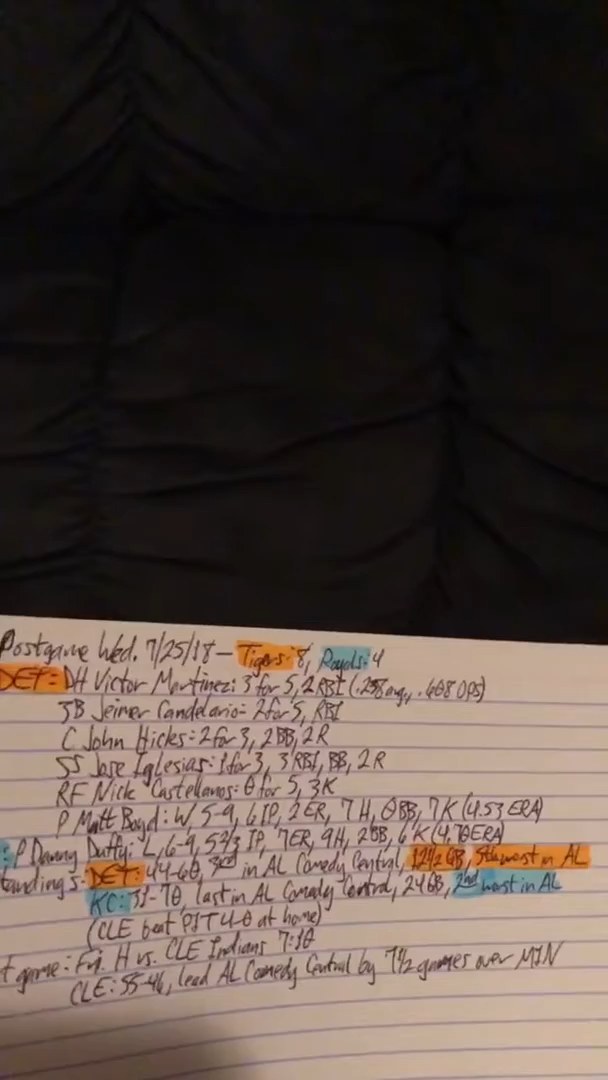 Postgame Wed. 7/25/18 - Tigers: 8, Royals: 4
DET: DH Victor Martinez: 3 for 5, 2 RBI (.238 avg, .608 OPS)
3B Jeimer Candelario: 2 for 5, RBI
C John Hicks: 2 for 3, 2 BB, 2 R
SS Jose Iglesias: 1 for 3, 3 RBI, BB, 2 R
RF Nick Castellanos: 0 for 5, 3K
P Matt Boyd: W, 5-9, 6 IP, 2 ER, 7 H, 0 BB, 7 K (4.53 ERA)
: P Danny Duffy: L, 6-9, 5 2/3 IP, 7 ER, 9H, 2 BB, 6 K (4.70 ERA)
tandings: DET: 44-60, 3rd in AL Comedy Central, 12 1/2 GB, 5th worst in AL
KC: 31-70, last in AL Comedy Central, 24 GB, 2nd worst in AL
(CLE beat PIT 4-0 at home)
t game: Fri. H vs. CLE Indians 7:10
CLE: 55-46, lead AL Comedy Central by 7 1/2 games over MIN